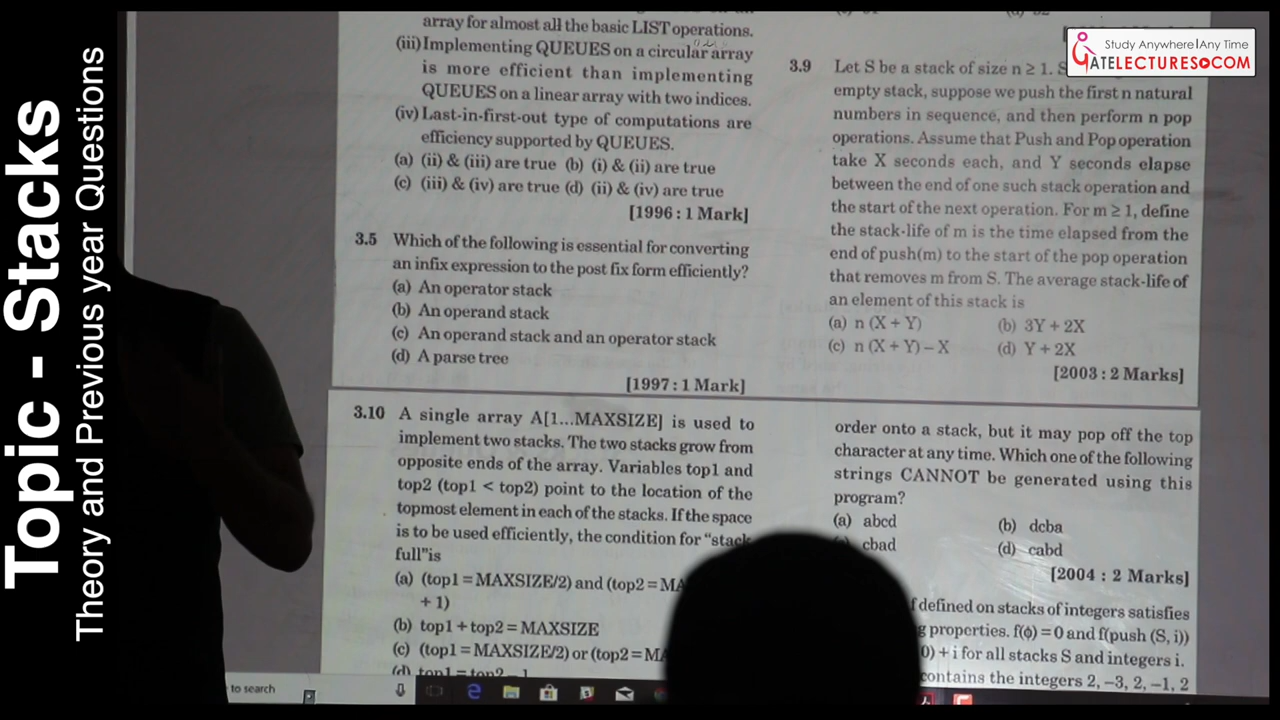 Topic - Stacks
Theory and Previous year Questions
Study Anywhere | Any Time
GATELECTURES.COM
array for almost all the basic LIST operations.
(iii) Implementing QUEUES on a circular array
is more efficient than implementing
QUEUES on a linear array with two indices.
(iv) Last-in-first-out type of computations are
efficiency supported by QUEUES.
(a) (ii) & (iii) are true (b) (i) & (ii) are true
(c) (iii) & (iv) are true (d) (ii) & (iv) are true
[1996 : 1 Mark]
3.5 Which of the following is essential for converting
an infix expression to the post fix form efficiently?
(a) An operator stack
(b) An operand stack
(c) An operand stack and an operator stack
(d) A parse tree
[1997 : 1 Mark]
3.9 Let S be a stack of size n ≥ 1.
empty stack, suppose we push the first n natural
numbers in sequence, and then perform n pop
operations. Assume that Push and Pop operation
take X seconds each, and Y seconds elapse
between the end of one such stack operation and
the start of the next operation. For m ≥ 1, define
the stack-life of m is the time elapsed from the
end of push(m) to the start of the pop operation
that removes m from S. The average stack-life of
an element of this stack is
(a) n (X + Y) (b) 3Y + 2X
(c) n (X + Y) – X (d) Y + 2X
[2003 : 2 Marks]
3.10 A single array A[1...MAXSIZE] is used to
implement two stacks. The two stacks grow from
opposite ends of the array. Variables top1 and
top2 (top1 < top2) point to the location of the
topmost element in each of the stacks. If the space
is to be used efficiently, the condition for "stack
full"is
(a) (top1 = MAXSIZE/2) and (top2 = MA
+ 1)
(b) top1 + top2 = MAXSIZE
(c) (top1 = MAXSIZE/2) or (top2 = MA
(d) top1 = top2 – 1
order onto a stack, but it may pop off the top
character at any time. Which one of the following
strings CANNOT be generated using this
program?
(a) abcd (b) dcba
cbad (d) cabd
[2004 : 2 Marks]
f defined on stacks of integers satisfies
properties. f(ϕ) = 0 and f(push (S, i))
0) + i for all stacks S and integers i.
contains the integers 2, –3, 2, –1, 2
to search